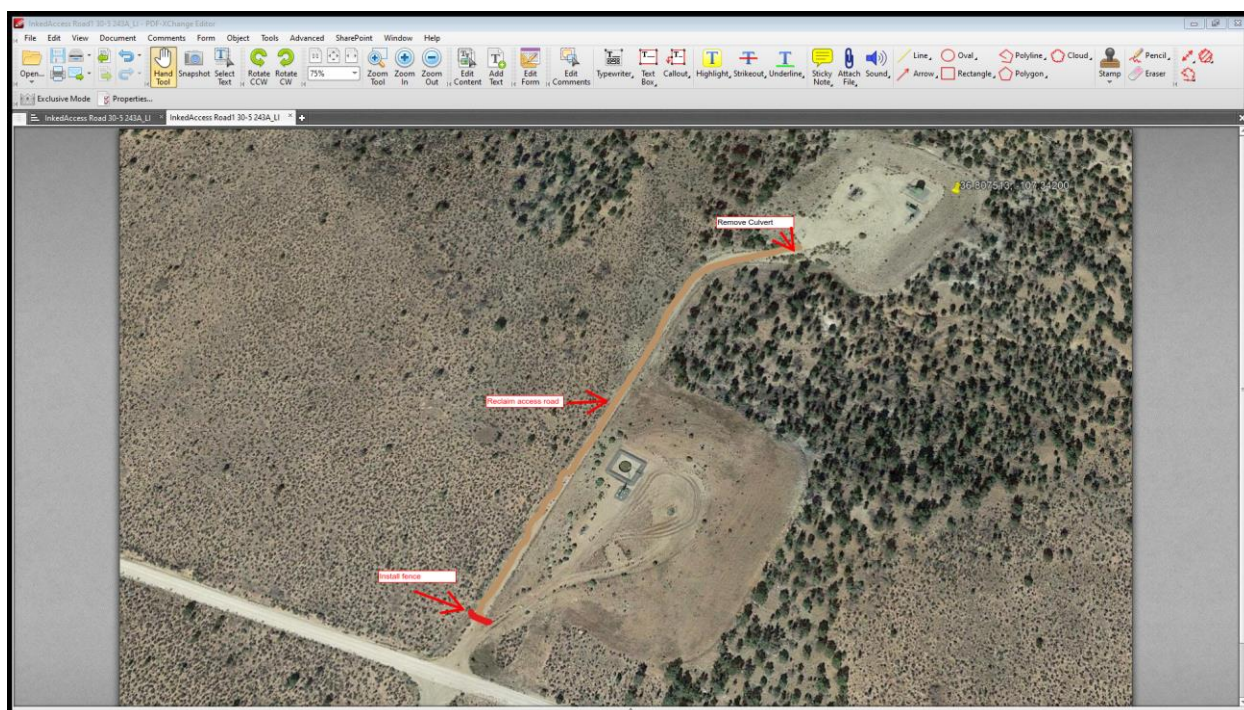 InkedAccess Road1 30-5 243A_LI - PDF-XChange Editor
File Edit View Document Comments Form Object Tools Advanced SharePoint Window Help
Open...
Hand Tool
Snapshot
Select Text
Rotate CCW
Rotate CW
75%
Zoom Tool
Zoom In
Zoom Out
Edit Content
Add Text
Edit Form
Edit Comments
Typewriter
Text Box
Callout
Highlight
Strikeout
Underline
Sticky Note
Attach File
Sound
Line
Arrow
Oval
Rectangle
Polyline
Polygon
Cloud
Stamp
Pencil
Eraser
Exclusive Mode Properties...
InkedAccess Road 30-5 243A_LI × InkedAccess Road1 30-5 243A_LI ×
Remove Culvert
Reclaim access road
Install fence